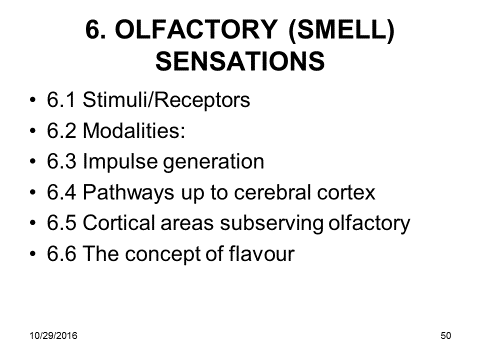 6. OLFACTORY (SMELL)
SENSATIONS
• 6.1 Stimuli/Receptors
• 6.2 Modalities:
• 6.3 Impulse generation
• 6.4 Pathways up to cerebral cortex
• 6.5 Cortical areas subserving olfactory
• 6.6 The concept of flavour
10/29/2016 50